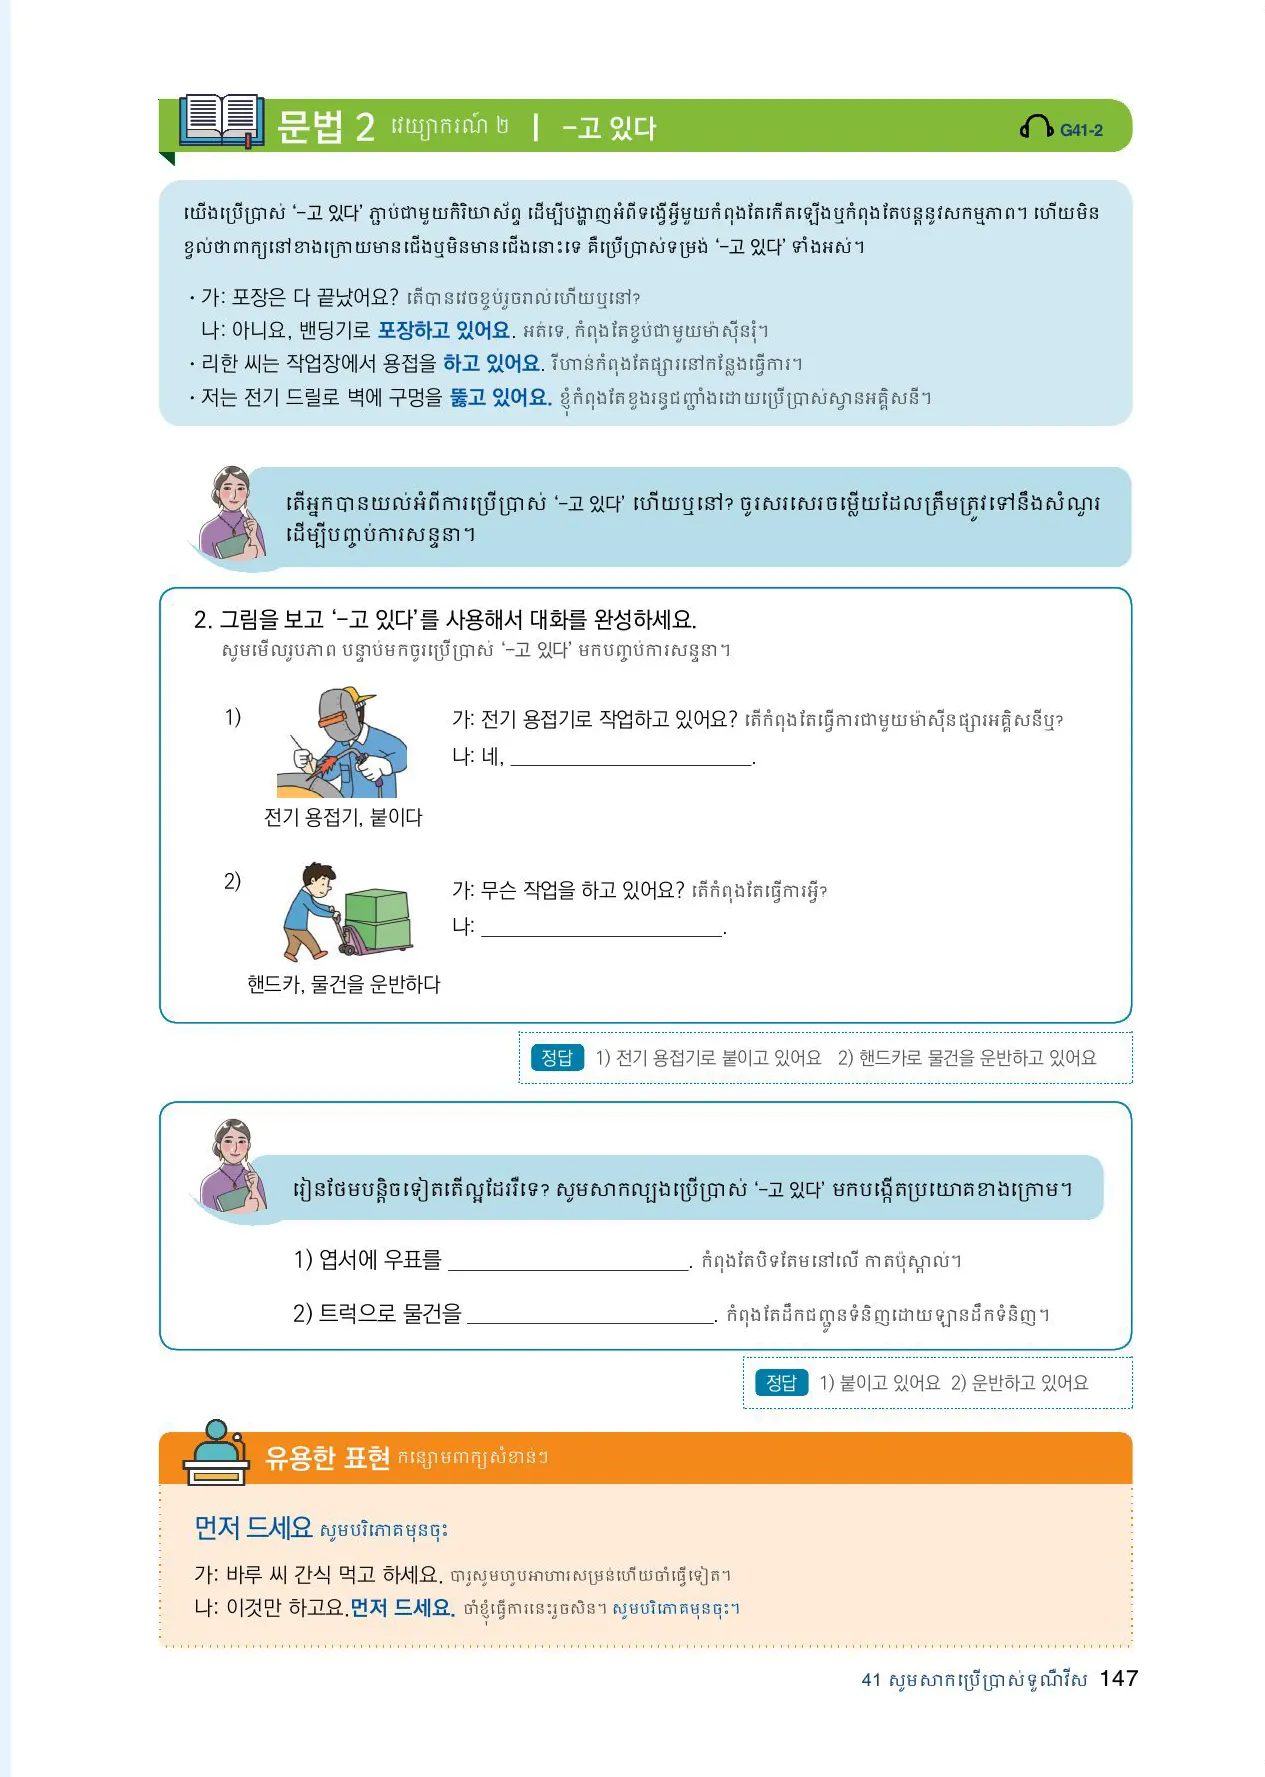 문법 2 វេយ្យាករណ៍ ២ | -고 있다 G41-2
យើងប្រើប្រាស់ ‘-고 있다’ ភ្ជាប់ជាមួយកិរិយាស័ព្ទ ដើម្បីបង្ហាញអំពីទង្វើអ្វីមួយកំពុងតែកើតឡើងឬកំពុងតែបន្តនូវសកម្មភាព។ ហើយមិន
ខ្វល់ថាពាក្យនៅខាងក្រោយមានជើងឬមិនមានជើងនោះទេ គឺប្រើប្រាស់ទម្រង់ ‘-고 있다’ ទាំងអស់។
· 가: 포장은 다 끝났어요? តើបានវេចខ្ចប់រួចរាល់ហើយឬនៅ?
나: 아니요, 밴딩기로 포장하고 있어요. អត់ទេ, កំពុងតែខ្ចប់ជាមួយម៉ាស៊ីនរុំ។
· 리한 씨는 작업장에서 용접을 하고 있어요. រីហាន់កំពុងតែផ្សារនៅកន្លែងធ្វើការ។
· 저는 전기 드릴로 벽에 구멍을 뚫고 있어요. ខ្ញុំកំពុងតែខួងរន្ធជញ្ជាំងដោយប្រើប្រាស់ស្វានអគ្គិសនី។
តើអ្នកបានយល់អំពីការប្រើប្រាស់ ‘-고 있다’ ហើយឬនៅ? ចូរសរសេរចម្លើយដែលត្រឹមត្រូវទៅនឹងសំណួរ
ដើម្បីបញ្ចប់ការសន្ទនា។
2. 그림을 보고 ‘-고 있다’를 사용해서 대화를 완성하세요.
សូមមើលរូបភាព បន្ទាប់មកចូរប្រើប្រាស់ ‘-고 있다’ មកបញ្ចប់ការសន្ទនា។
1)
가: 전기 용접기로 작업하고 있어요? តើកំពុងតែធ្វើការជាមួយម៉ាស៊ីនផ្សារអគ្គិសនីឬ?
나: 네, ______________________.
전기 용접기, 붙이다
2)
가: 무슨 작업을 하고 있어요? តើកំពុងតែធ្វើការអ្វី?
나: ______________________.
핸드카, 물건을 운반하다
정답 1) 전기 용접기로 붙이고 있어요 2) 핸드카로 물건을 운반하고 있어요
រៀនថែមបន្តិចទៀតតើល្អដែររឺទេ? សូមសាកល្បងប្រើប្រាស់ ‘-고 있다’ មកបង្កើតប្រយោគខាងក្រោម។
1) 엽서에 우표를 ______________________. កំពុងតែបិទតែមនៅលើ កាតប៉ុស្តាល់។
2) 트럭으로 물건을 ______________________. កំពុងតែដឹកជញ្ជូនទំនិញដោយឡានដឹកទំនិញ។
정답 1) 붙이고 있어요 2) 운반하고 있어요
유용한 표현 កន្សោមពាក្យសំខាន់ៗ
먼저 드세요 សូមបរិភោគមុនចុះ
가: 바루 씨 간식 먹고 하세요. បារូសូមហូបអាហារសម្រន់ហើយចាំធ្វើទៀត។
나: 이것만 하고요.먼저 드세요. ចាំខ្ញុំធ្វើការនេះរួចសិន។ សូមបរិភោគមុនចុះ។
41 សូមសាកប្រើប្រាស់ទួណឺវីស 147